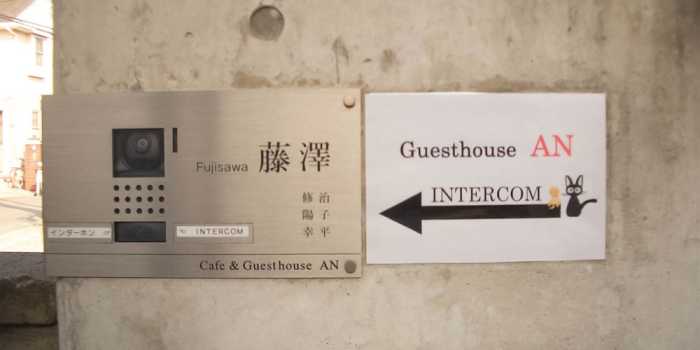 Fujisawa 藤澤
修治
陽子
幸平
インターホン
INTERCOM
Cafe & Guesthouse AN
Guesthouse AN
INTERCOM